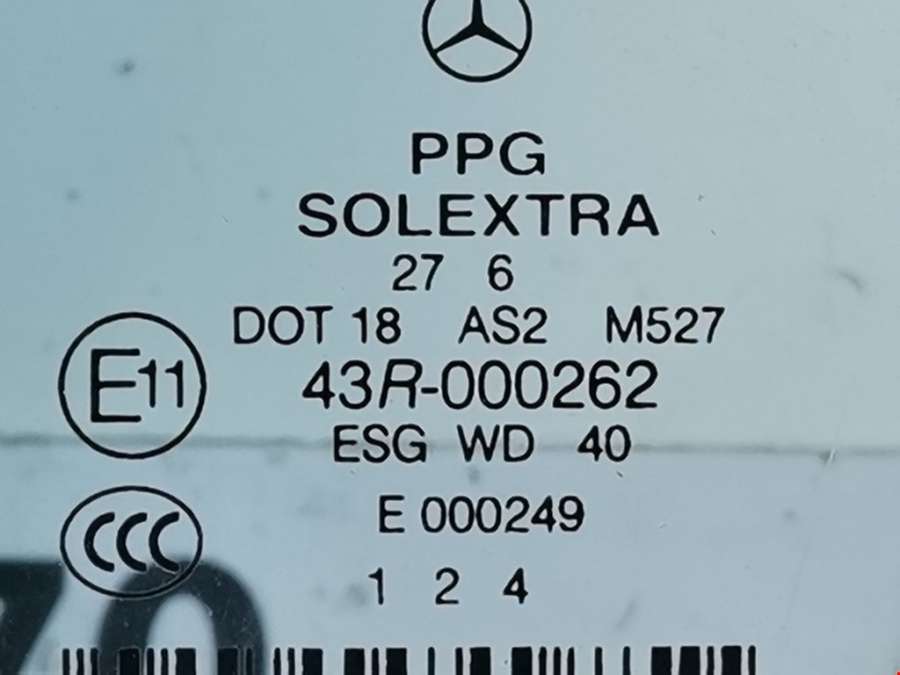 PPG
SOLEXTRA
27 6
DOT 18 AS2 M527
E11
43R-000262
ESG WD 40
CCC
E 000249
1 2 4